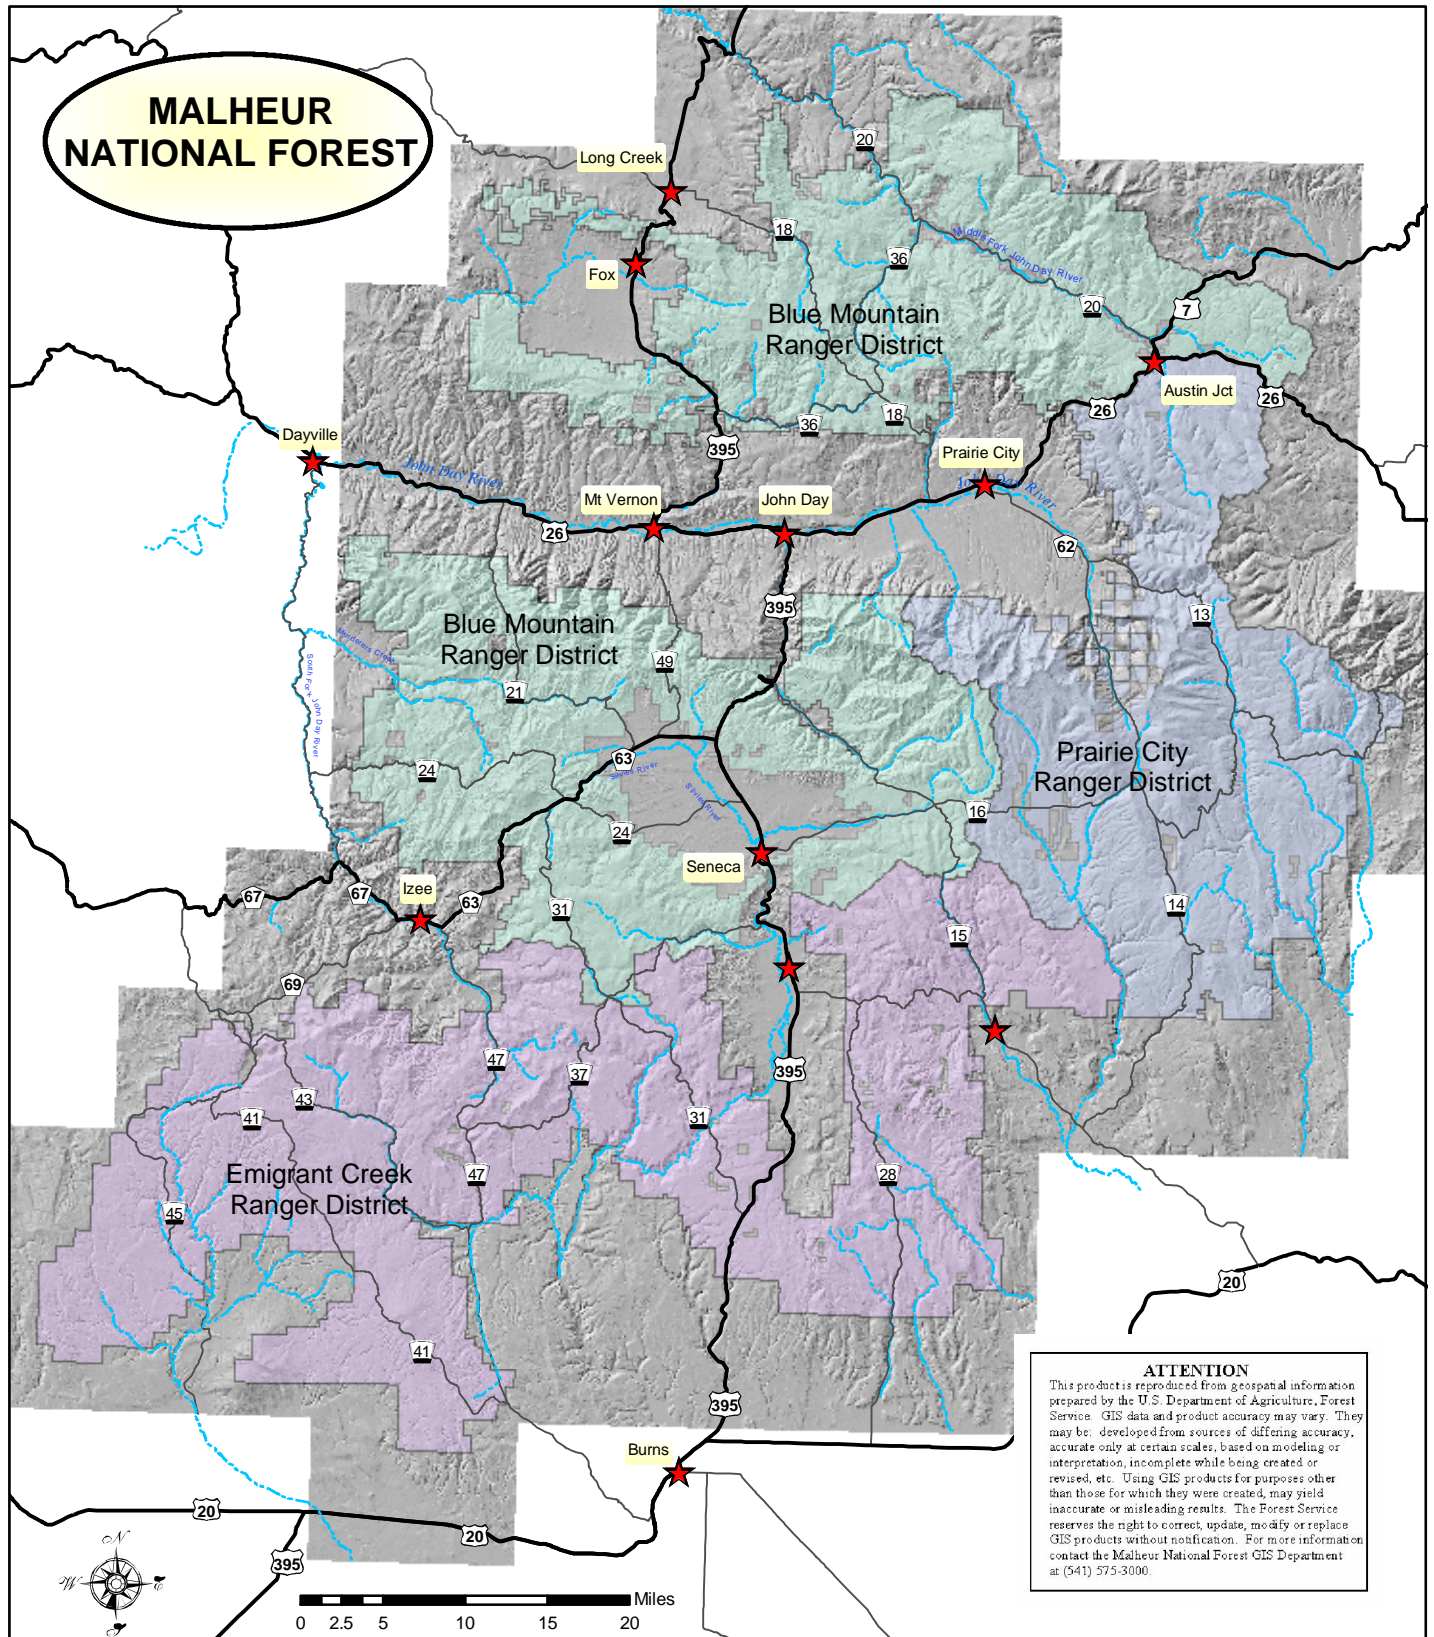 MALHEUR
NATIONAL FOREST
Long Creek
20
18
Fox
36
Middle Fork John Day River
20
7
Blue Mountain
Ranger District
Austin Jct
26
26
18
36
395
Dayville
John Day River
Prairie City
John Day River
Mt Vernon
John Day
26
62
395
13
Blue Mountain
Ranger District
Murderers Creek
49
South Fork John Day River
21
63
Prairie City
Ranger District
Silvies River
24
Silvies River
16
24
Seneca
67
67
Izee
63
31
14
15
69
47
37
395
43
41
31
47
28
Emigrant Creek
Ranger District
45
20
41
395
Burns
20
20
395
N
W
E
S
Miles
0 2.5 5 10 15 20
ATTENTION
This product is reproduced from geospatial information
prepared by the U.S. Department of Agriculture, Forest
Service. GIS data and product accuracy may vary. They
may be: developed from sources of differing accuracy,
accurate only at certain scales, based on modeling or
interpretation, incomplete while being created or
revised, etc. Using GIS products for purposes other
than those for which they were created, may yield
inaccurate or misleading results. The Forest Service
reserves the right to correct, update, modify or replace
GIS products without notification. For more information
contact the Malheur National Forest GIS Department
at (541) 575-3000.